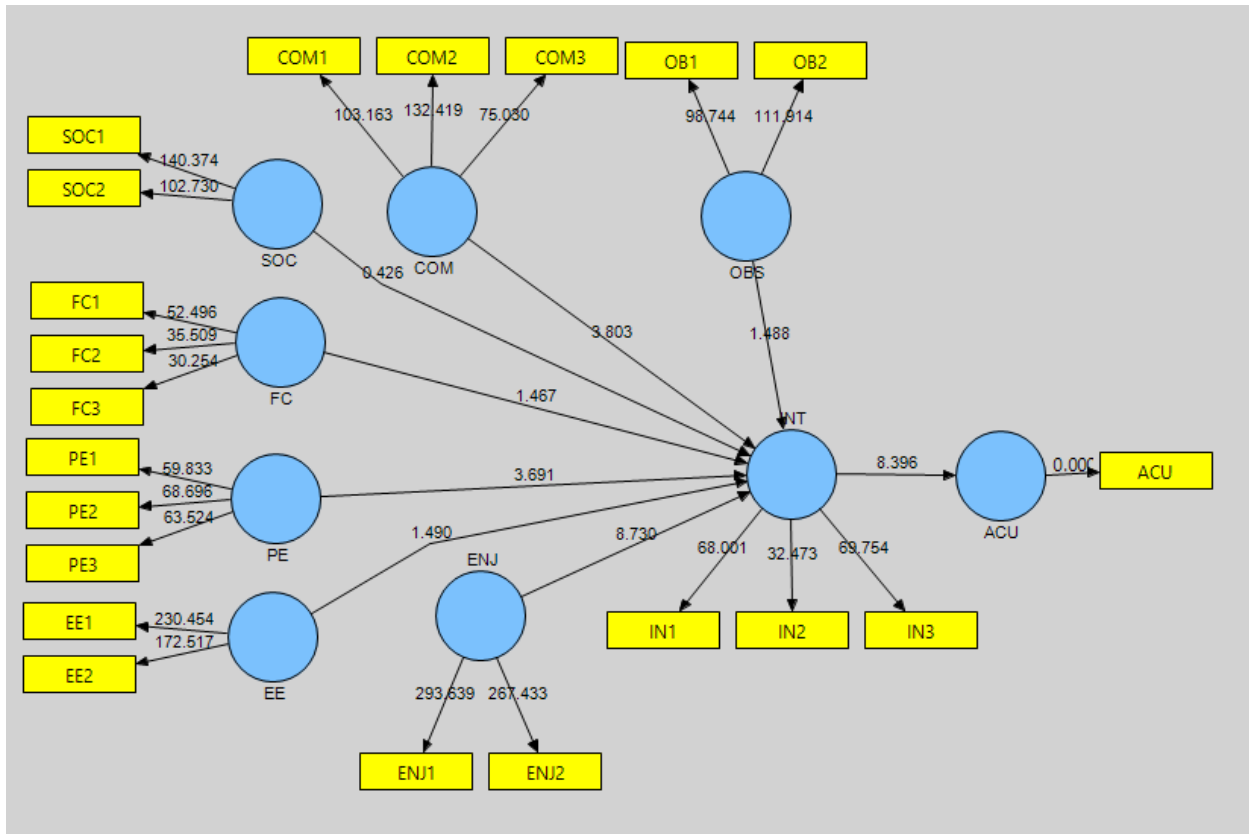 COM1
COM2
COM3
OB1
OB2
103.163
132.419
75.030
98.744
111.914
SOC1
SOC2
140.374
102.730
SOC
COM
OBS
0.426
3.803
1.488
FC1
FC2
FC3
52.496
35.509
30.254
FC
1.467
PE1
PE2
PE3
59.833
68.696
63.524
PE
3.691
1.490
8.730
8.396
ACU
ACU
EE1
EE2
230.454
172.517
EE
ENJ
68.001
32.473
69.754
IN1
IN2
IN3
293.639
267.433
ENJ1
ENJ2